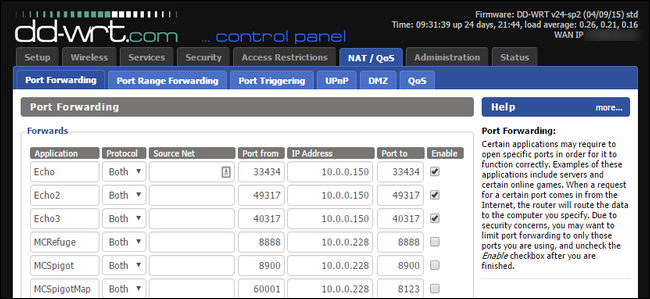 dd-wrt.com ... control panel
Firmware: DD-WRT v24-sp2 (04/09/15) std
Time: 09:31:39 up 24 days, 21:44, load average: 0.26, 0.21, 0.16
WAN IP
Setup Wireless Services Security Access Restrictions NAT / QoS Administration Status
Port Forwarding Port Range Forwarding Port Triggering UPnP DMZ QoS
Port Forwarding
Forwards
Application Protocol Source Net Port from IP Address Port to Enable
Echo Both 33434 10.0.0.150 33434
Echo2 Both 49317 10.0.0.150 49317
Echo3 Both 40317 10.0.0.150 40317
MCRefuge Both 8888 10.0.0.228 8888
MCSpigot Both 8900 10.0.0.228 8900
MCSpigotMap Both 60001 10.0.0.228 8123
Help more...
Port Forwarding:
Certain applications may require to
open specific ports in order for it to
function correctly. Examples of these
applications include servers and
certain online games. When a request
for a certain port comes in from the
Internet, the router will route the data
to the computer you specify. Due to
security concerns, you may want to
limit port forwarding to only those
ports you are using, and uncheck the
Enable checkbox after you are
finished.